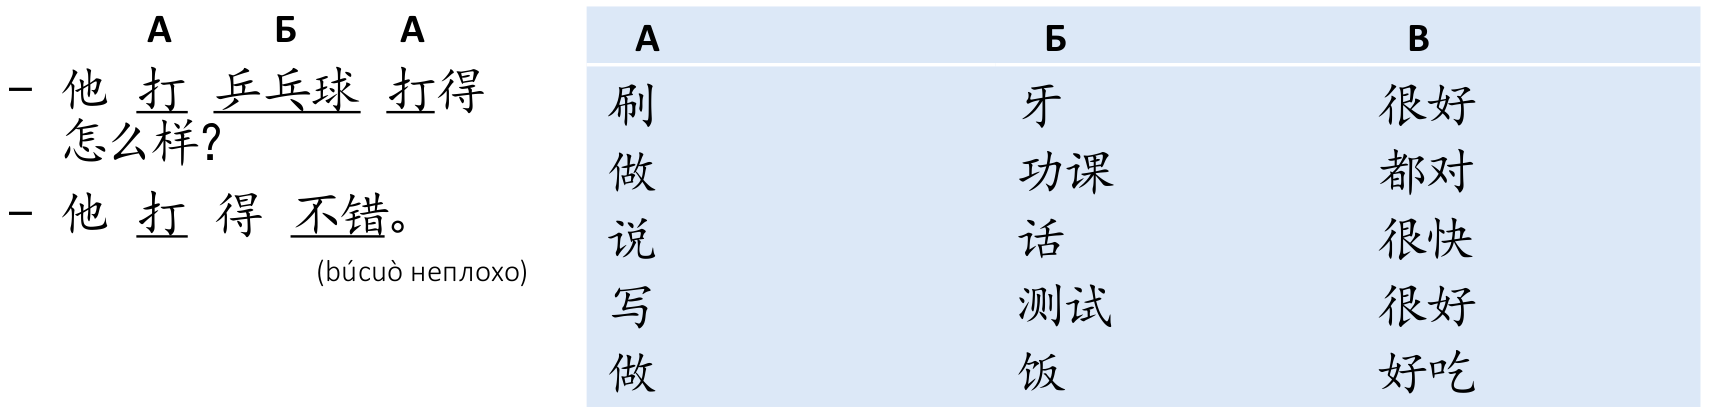 А Б А
– 他 打 乒乓球 打得
怎么样?
– 他 打 得 不错。
(búcuò неплохо)
А Б В
刷 牙 很好
做 功课 都对
说 话 很快
写 测试 很好
做 饭 好吃